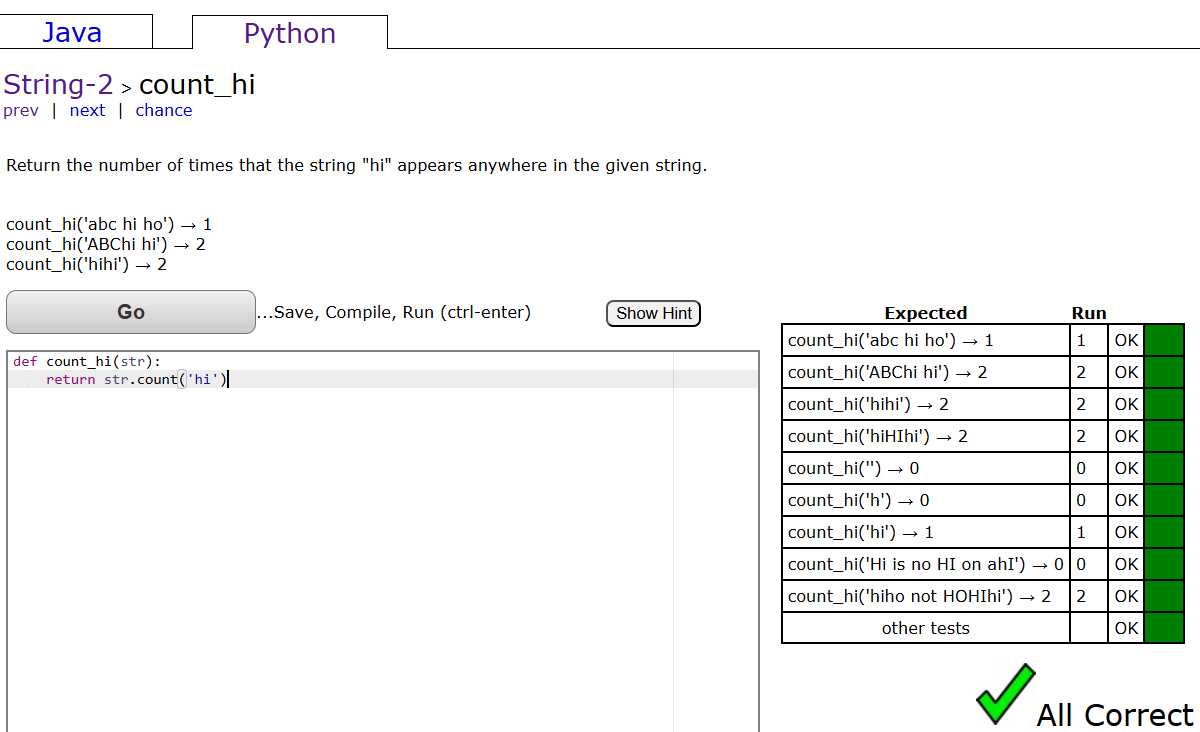 Java
Python
String-2 > count_hi
prev | next | chance
Return the number of times that the string "hi" appears anywhere in the given string.
count_hi('abc hi ho') → 1
count_hi('ABChi hi') → 2
count_hi('hihi') → 2
Go
...Save, Compile, Run (ctrl-enter)
Show Hint
def count_hi(str):
    return str.count('hi')
Expected Run
count_hi('abc hi ho') → 1 1 OK
count_hi('ABChi hi') → 2 2 OK
count_hi('hihi') → 2 2 OK
count_hi('hiHIhi') → 2 2 OK
count_hi('') → 0 0 OK
count_hi('h') → 0 0 OK
count_hi('hi') → 1 1 OK
count_hi('Hi is no HI on ahI') → 0 0 OK
count_hi('hiho not HOHIhi') → 2 2 OK
other tests OK
All Correct